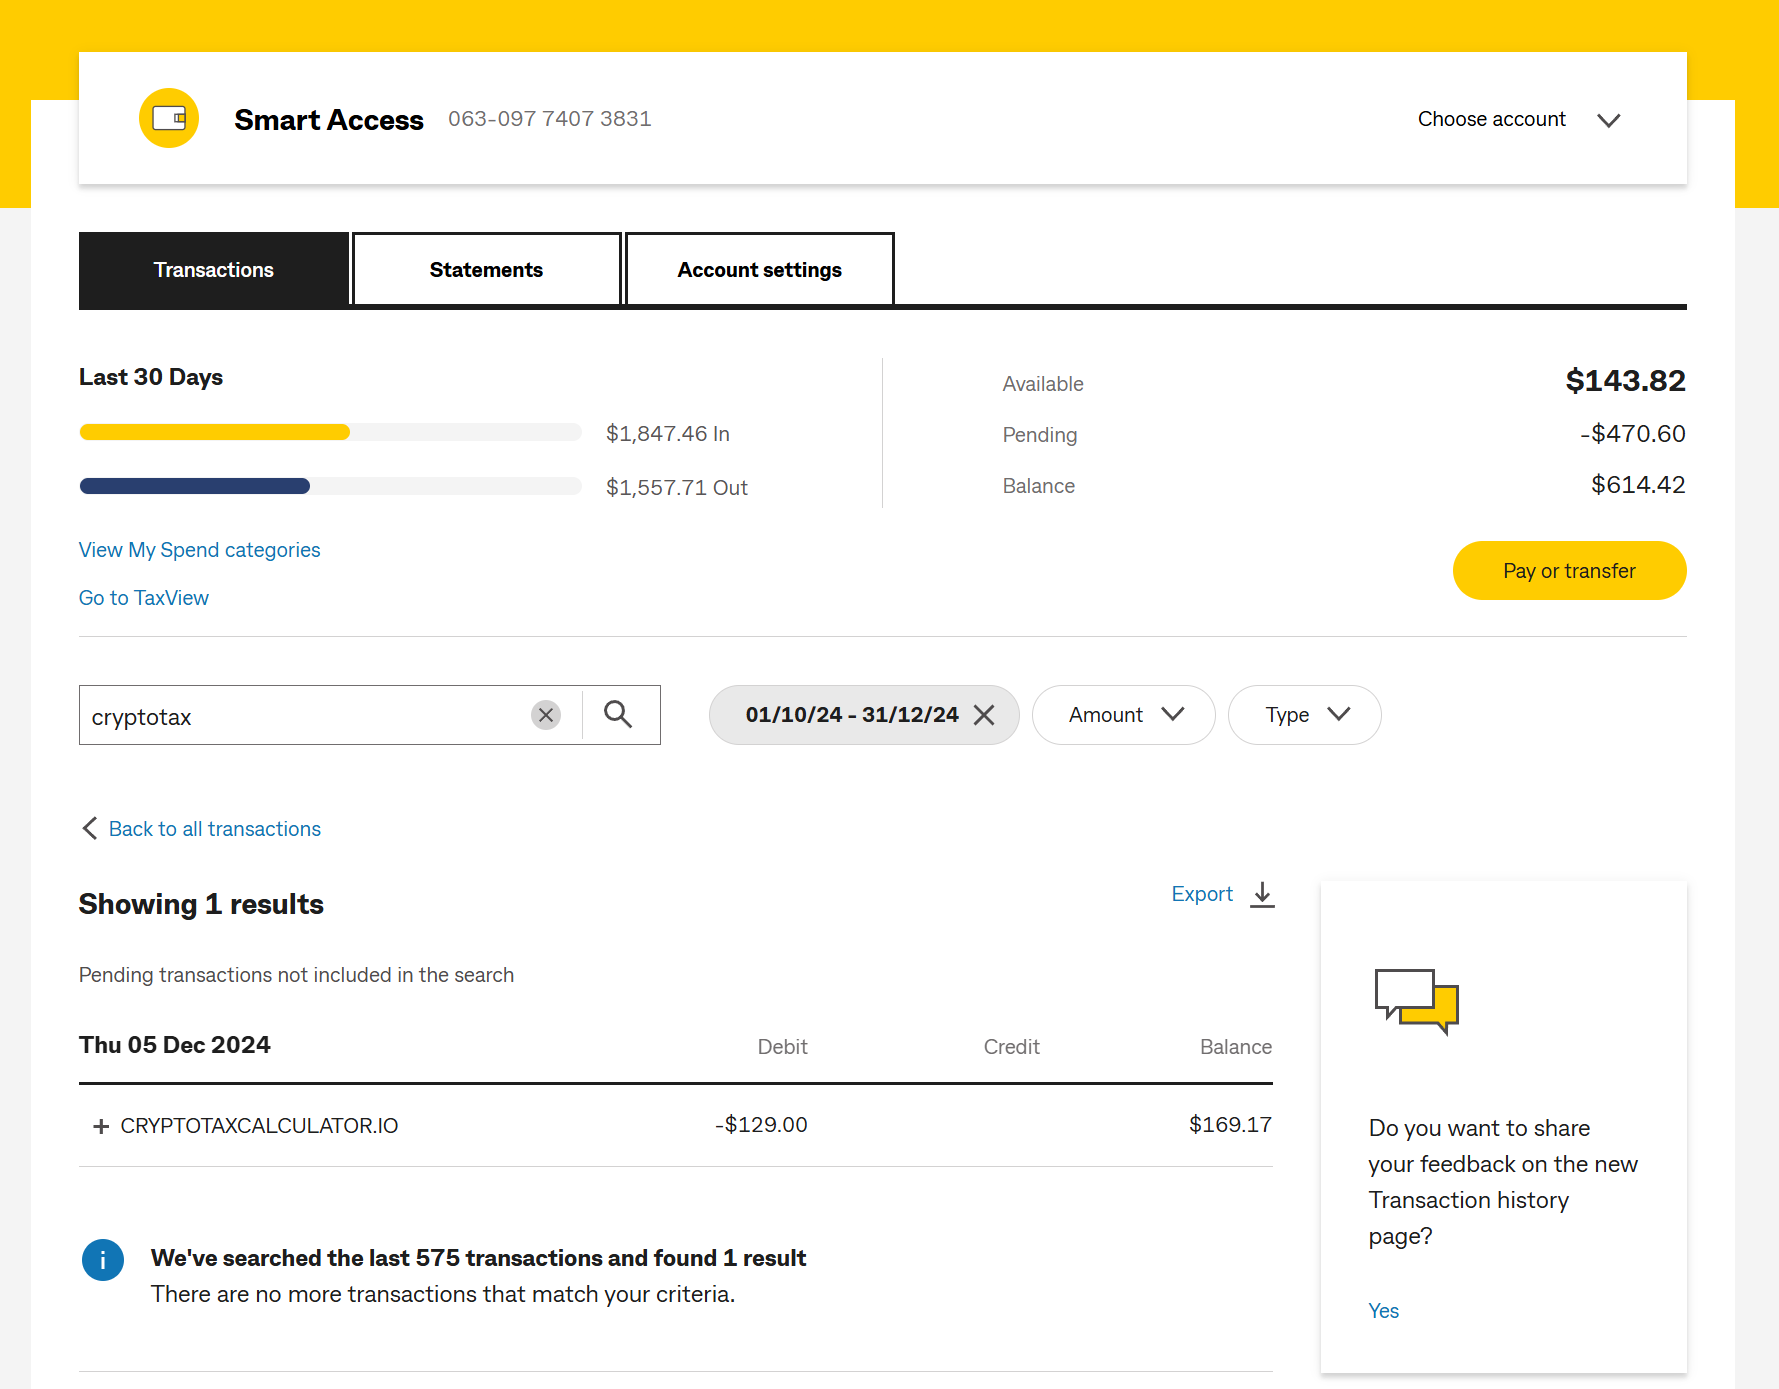 Smart Access 063-097 7407 3831 Choose account
Transactions Statements Account settings
Last 30 Days
$1,847.46 In
$1,557.71 Out
Available $143.82
Pending -$470.60
Balance $614.42
View My Spend categories
Go to TaxView
Pay or transfer
cryptotax
01/10/24 - 31/12/24 Amount Type
Back to all transactions
Showing 1 results
Export
Pending transactions not included in the search
Thu 05 Dec 2024 Debit Credit Balance
+ CRYPTOTAXCALCULATOR.IO -$129.00 $169.17
i We've searched the last 575 transactions and found 1 result
There are no more transactions that match your criteria.
Do you want to share
your feedback on the new
Transaction history
page?
Yes